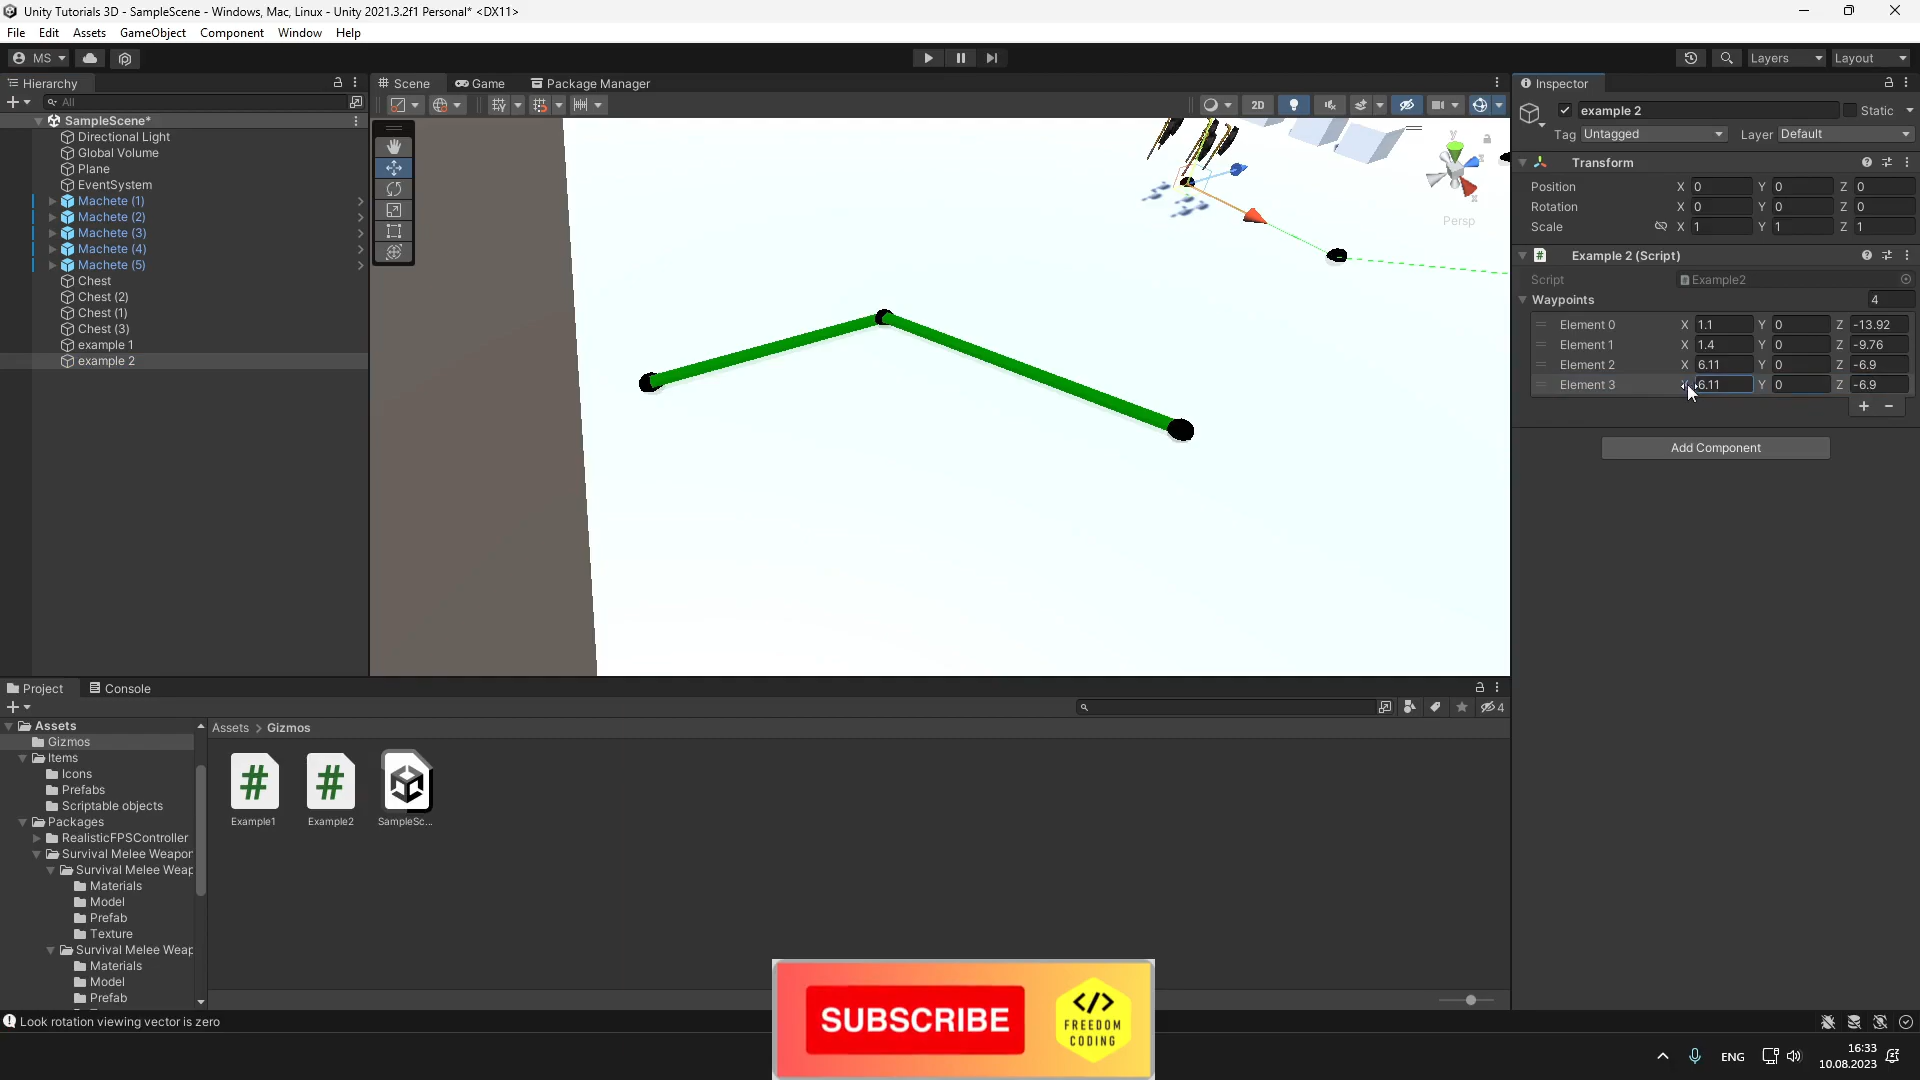 Unity Tutorials 3D - SampleScene - Windows, Mac, Linux - Unity 2021.3.2f1 Personal* <DX11>
File Edit Assets GameObject Component Window Help
MS
Layers
Layout
Hierarchy
All
SampleScene*
Directional Light
Global Volume
Plane
EventSystem
Machete (1)
Machete (2)
Machete (3)
Machete (4)
Machete (5)
Chest
Chest (2)
Chest (1)
Chest (3)
example 1
example 2
Scene Game Package Manager
2D
y
x
z
Persp
Inspector
example 2
Static
Tag Untagged Layer Default
Transform
Position X 0 Y 0 Z 0
Rotation X 0 Y 0 Z 0
Scale X 1 Y 1 Z 1
# Example 2 (Script)
Script Example2
Waypoints 4
Element 0 X 1.1 Y 0 Z -13.92
Element 1 X 1.4 Y 0 Z -9.76
Element 2 X 6.11 Y 0 Z -6.9
Element 3 X 6.11 Y 0 Z -6.9
Add Component
Project Console
4
Assets
Gizmos
Items
Icons
Prefabs
Scriptable objects
Packages
RealisticFPSController
Survival Melee Weapor
Survival Melee Weap
Materials
Model
Prefab
Texture
Survival Melee Weap
Materials
Model
Prefab
Assets > Gizmos
# # 
Example1 Example2 SampleSc...
Look rotation viewing vector is zero
SUBSCRIBE
</>
FREEDOM
CODING
ENG
16:33
10.08.2023